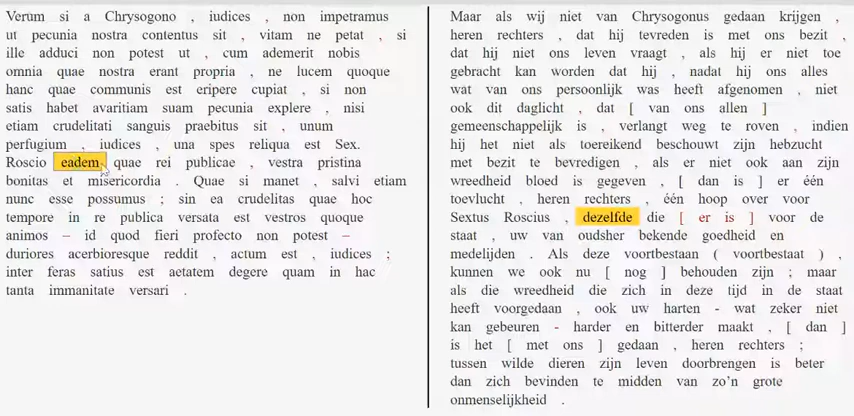 Verum si a Chrysogono , iudices , non impetramus
ut pecunia nostra contentus sit , vitam ne petat , si
ille adduci non potest ut , cum ademerit nobis
omnia quae nostra erant propria , ne lucem quoque
hanc quae communis est eripere cupiat , si non
satis habet avaritiam suam pecunia explere , nisi
etiam crudelitati sanguis praebitus sit , unum
perfugium , iudices , una spes reliqua est Sex.
Roscio eadem quae rei publicae , vestra pristina
bonitas et misericordia . Quae si manet , salvi etiam
nunc esse possumus ; sin ea crudelitas quae hoc
tempore in re publica versata est vestros quoque
animos – id quod fieri profecto non potest –
duriores acerbioresque reddit , actum est , iudices ;
inter feras satius est aetatem degere quam in hac
tanta immanitate versari .
Maar als wij niet van Chrysogonus gedaan krijgen ,
heren rechters , dat hij tevreden is met ons bezit ,
dat hij niet ons leven vraagt , als hij er niet toe
gebracht kan worden dat hij , nadat hij ons alles
wat van ons persoonlijk was heeft afgenomen , niet
ook dit daglicht , dat [ van ons allen ]
gemeenschappelijk is , verlangt weg te roven , indien
hij het niet als toereikend beschouwt zijn hebzucht
met bezit te bevredigen , als er niet ook aan zijn
wreedheid bloed is gegeven , [ dan is ] er één
toevlucht , heren rechters , één hoop over voor
Sextus Roscius , dezelfde die [ er is ] voor de
staat , uw van oudsher bekende goedheid en
medelijden . Als deze voortbestaan ( voortbestaat ) ,
kunnen we ook nu [ nog ] behouden zijn ; maar
als die wreedheid die zich in deze tijd in de staat
heeft voorgedaan , ook uw harten - wat zeker niet
kan gebeuren - harder en bitterder maakt , [ dan ]
is het [ met ons ] gedaan , heren rechters ;
tussen wilde dieren zijn leven doorbrengen is beter
dan zich bevinden te midden van zo’n grote
onmenselijkheid .